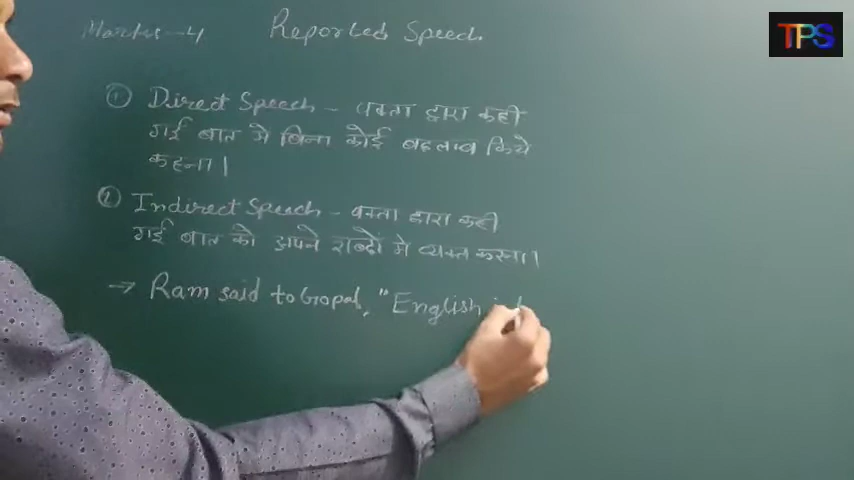 Marks-4
Reported Speech.
TPS
① Direct Speech - वक्ता द्वारा कही
गई बात मे बिना कोई बदलाव किये
कहना।
② Indirect Speech - वक्ता द्वारा कही
गई बात को अपने शब्दों मे व्यक्त करना।
→ Ram said to Gopal, "English